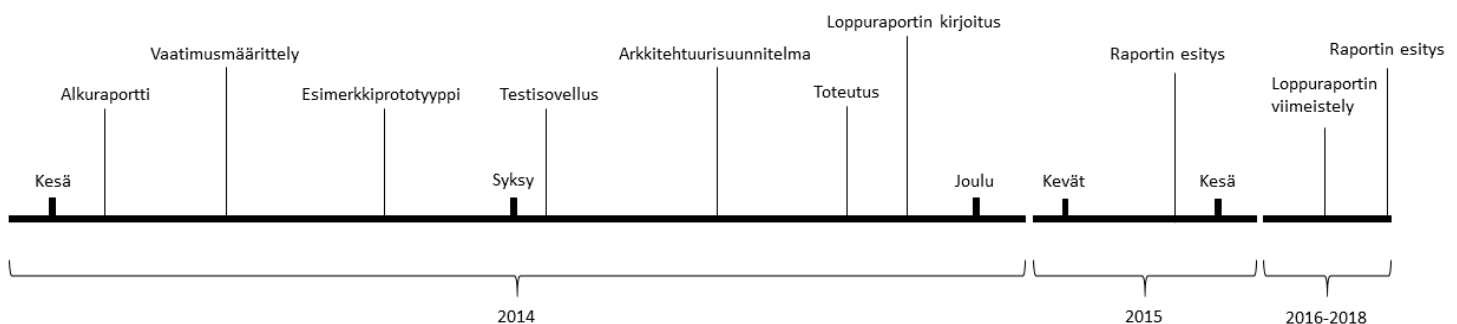 Loppuraportin kirjoitus
Vaatimusmäärittely
Arkkitehtuurisuunnitelma
Raportin esitys
Raportin esitys
Alkuraportti
Esimerkkiprototyyppi
Testisovellus
Toteutus
Loppuraportin
viimeistely
Kesä
Syksy
Joulu
Kevät
Kesä
2014
2015
2016-2018